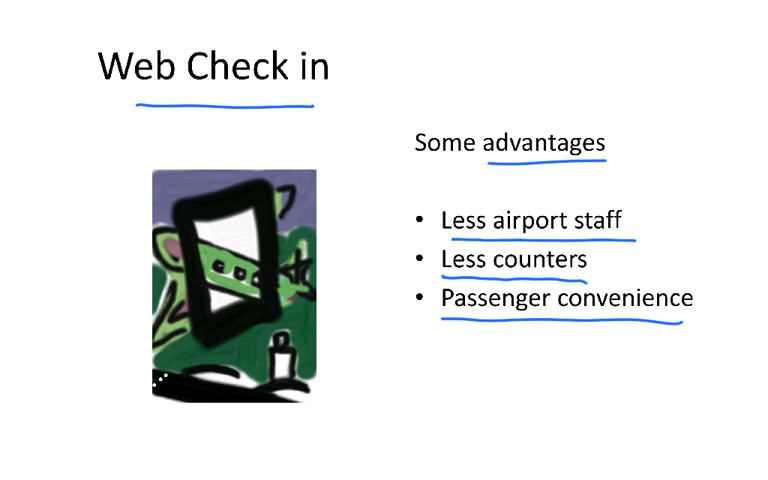 Web Check in
Some advantages
• Less airport staff
• Less counters
• Passenger convenience